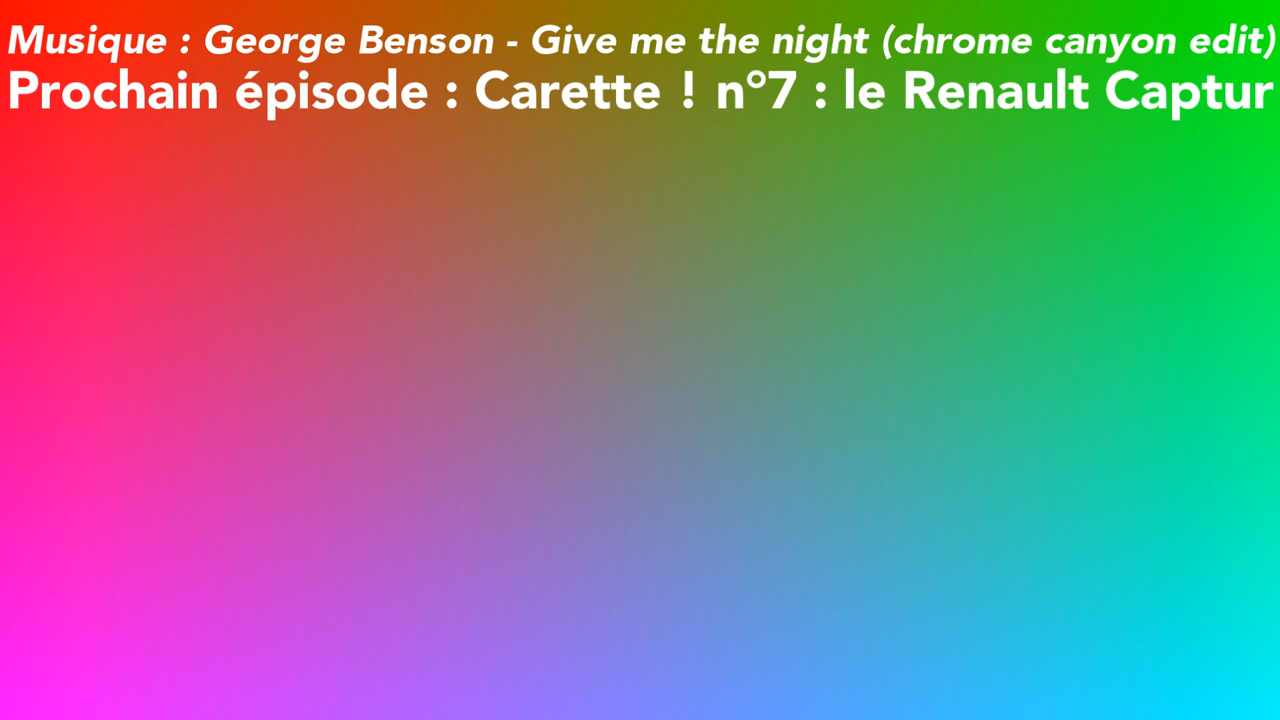 Musique : George Benson - Give me the night (chrome canyon edit)
Prochain épisode : Carette ! n°7 : le Renault Captur